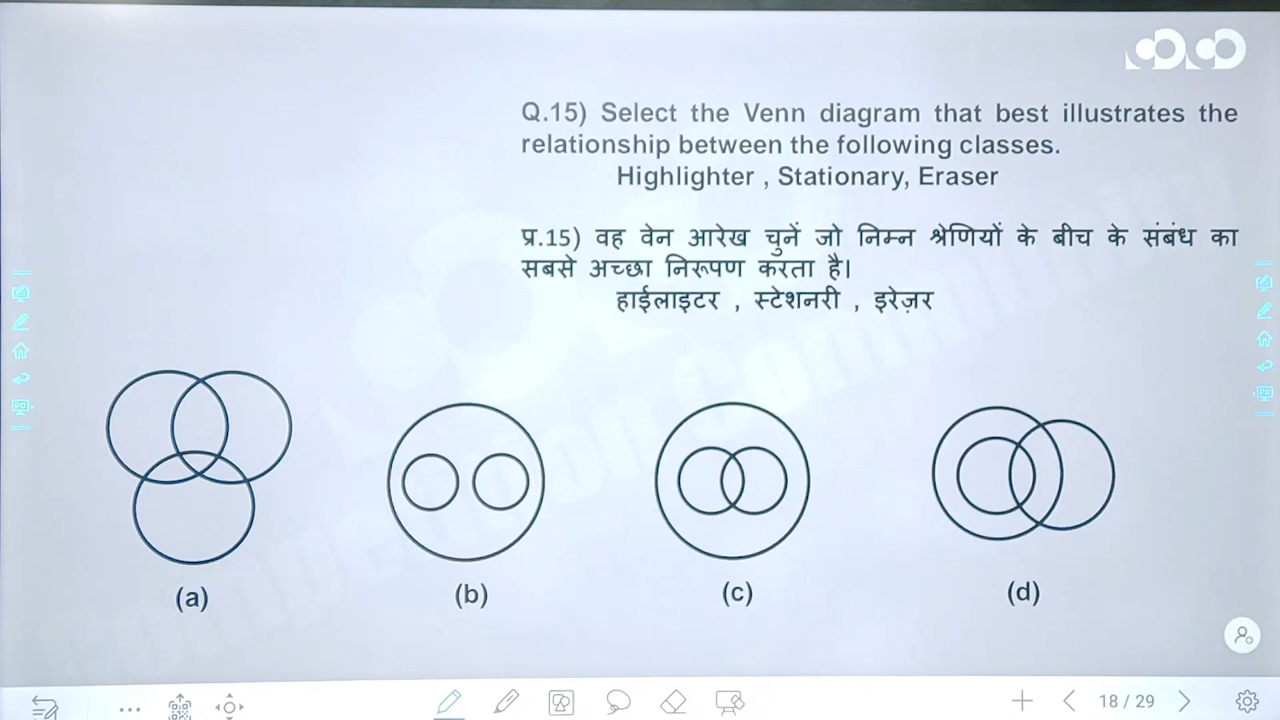 Q.15) Select the Venn diagram that best illustrates the
relationship between the following classes.
Highlighter , Stationary, Eraser
प्र.15) वह वेन आरेख चुनें जो निम्न श्रेणियों के बीच के संबंध का
सबसे अच्छा निरूपण करता है।
हाईलाइटर , स्टेशनरी , इरेज़र
(a)
(b)
(c)
(d)
18 / 29